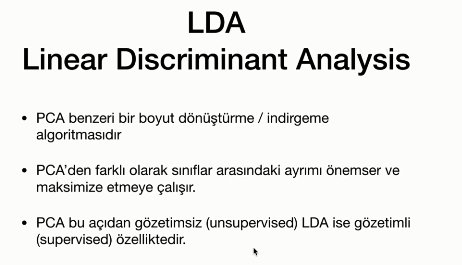 LDA
Linear Discriminant Analysis
• PCA benzeri bir boyut dönüştürme / indirgeme
algoritmasıdır
• PCA'den farklı olarak sınıflar arasındaki ayrımı önemser ve
maksimize etmeye çalışır.
• PCA bu açıdan gözetimsiz (unsupervised) LDA ise gözetimli
(supervised) özelliktedir.